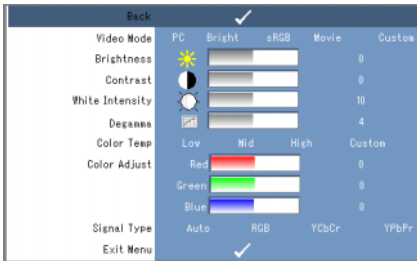 Back
Video Mode PC Bright sRGB Movie Custom
Brightness 0
Contrast 0
White Intensity 10
Degamma 4
Color Temp Low Mid High Custom
Color Adjust Red 0
Green 0
Blue 0
Signal Type Auto RGB YCbCr YPbPr
Exit Menu